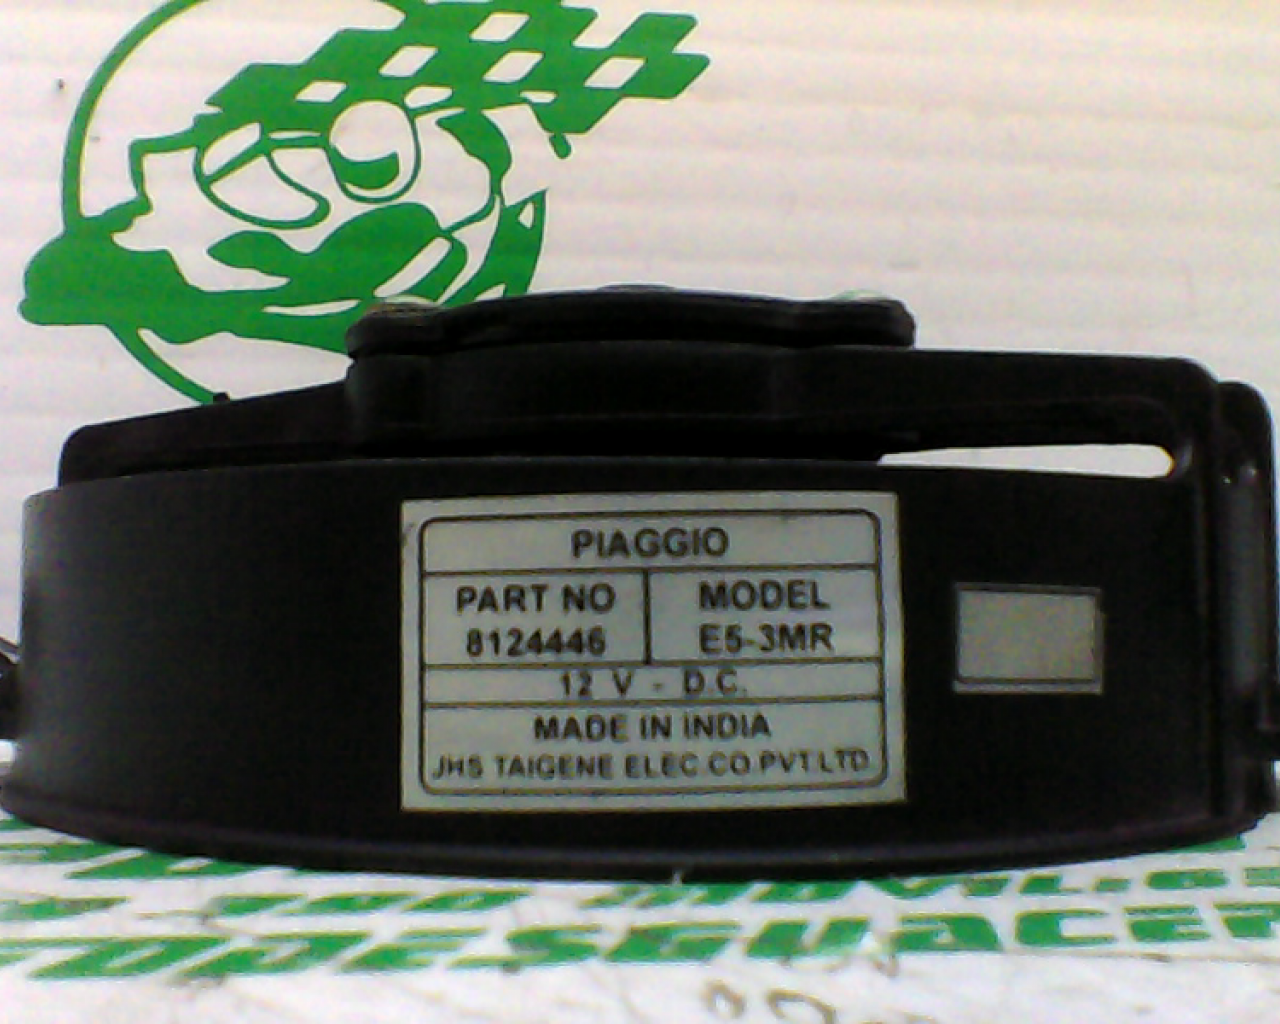 PIAGGIO
PART NO MODEL
8124446 E5-3MR
12 V - D.C.
MADE IN INDIA
JHS TAIGENE ELEC CO PVT LTD